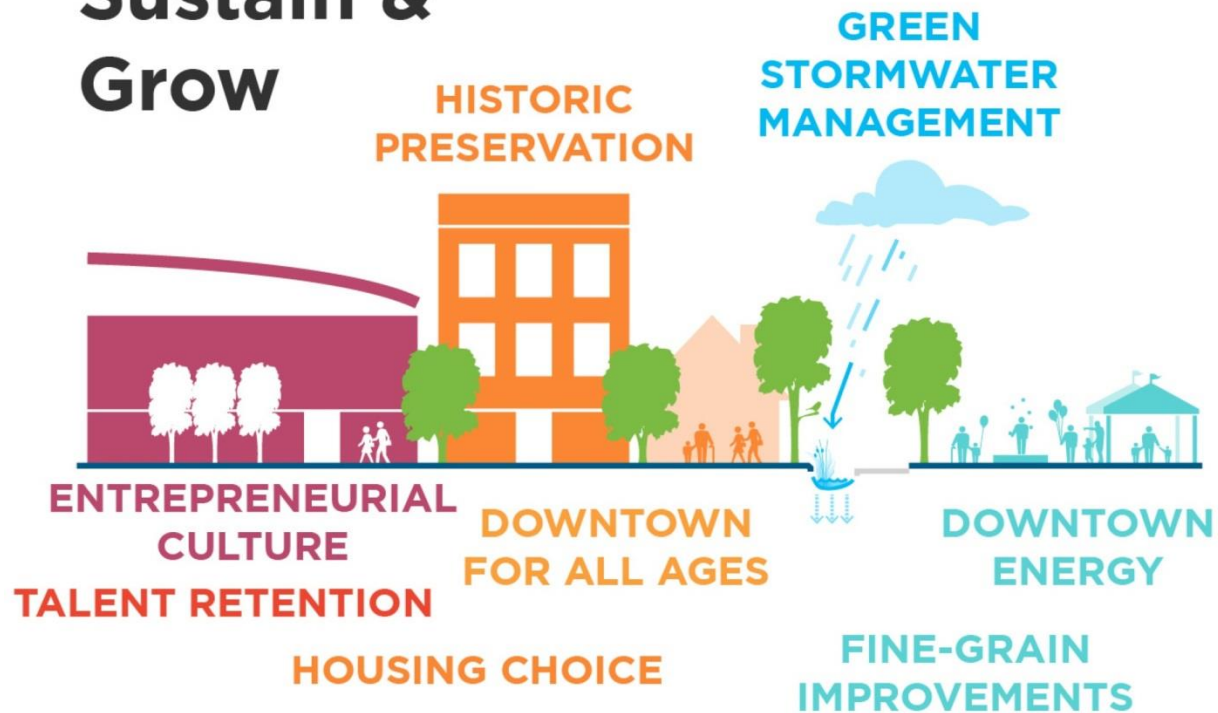 Sustain &
Grow
HISTORIC
PRESERVATION
GREEN
STORMWATER
MANAGEMENT
ENTREPRENEURIAL
CULTURE
TALENT RETENTION
DOWNTOWN
FOR ALL AGES
HOUSING CHOICE
DOWNTOWN
ENERGY
FINE-GRAIN
IMPROVEMENTS